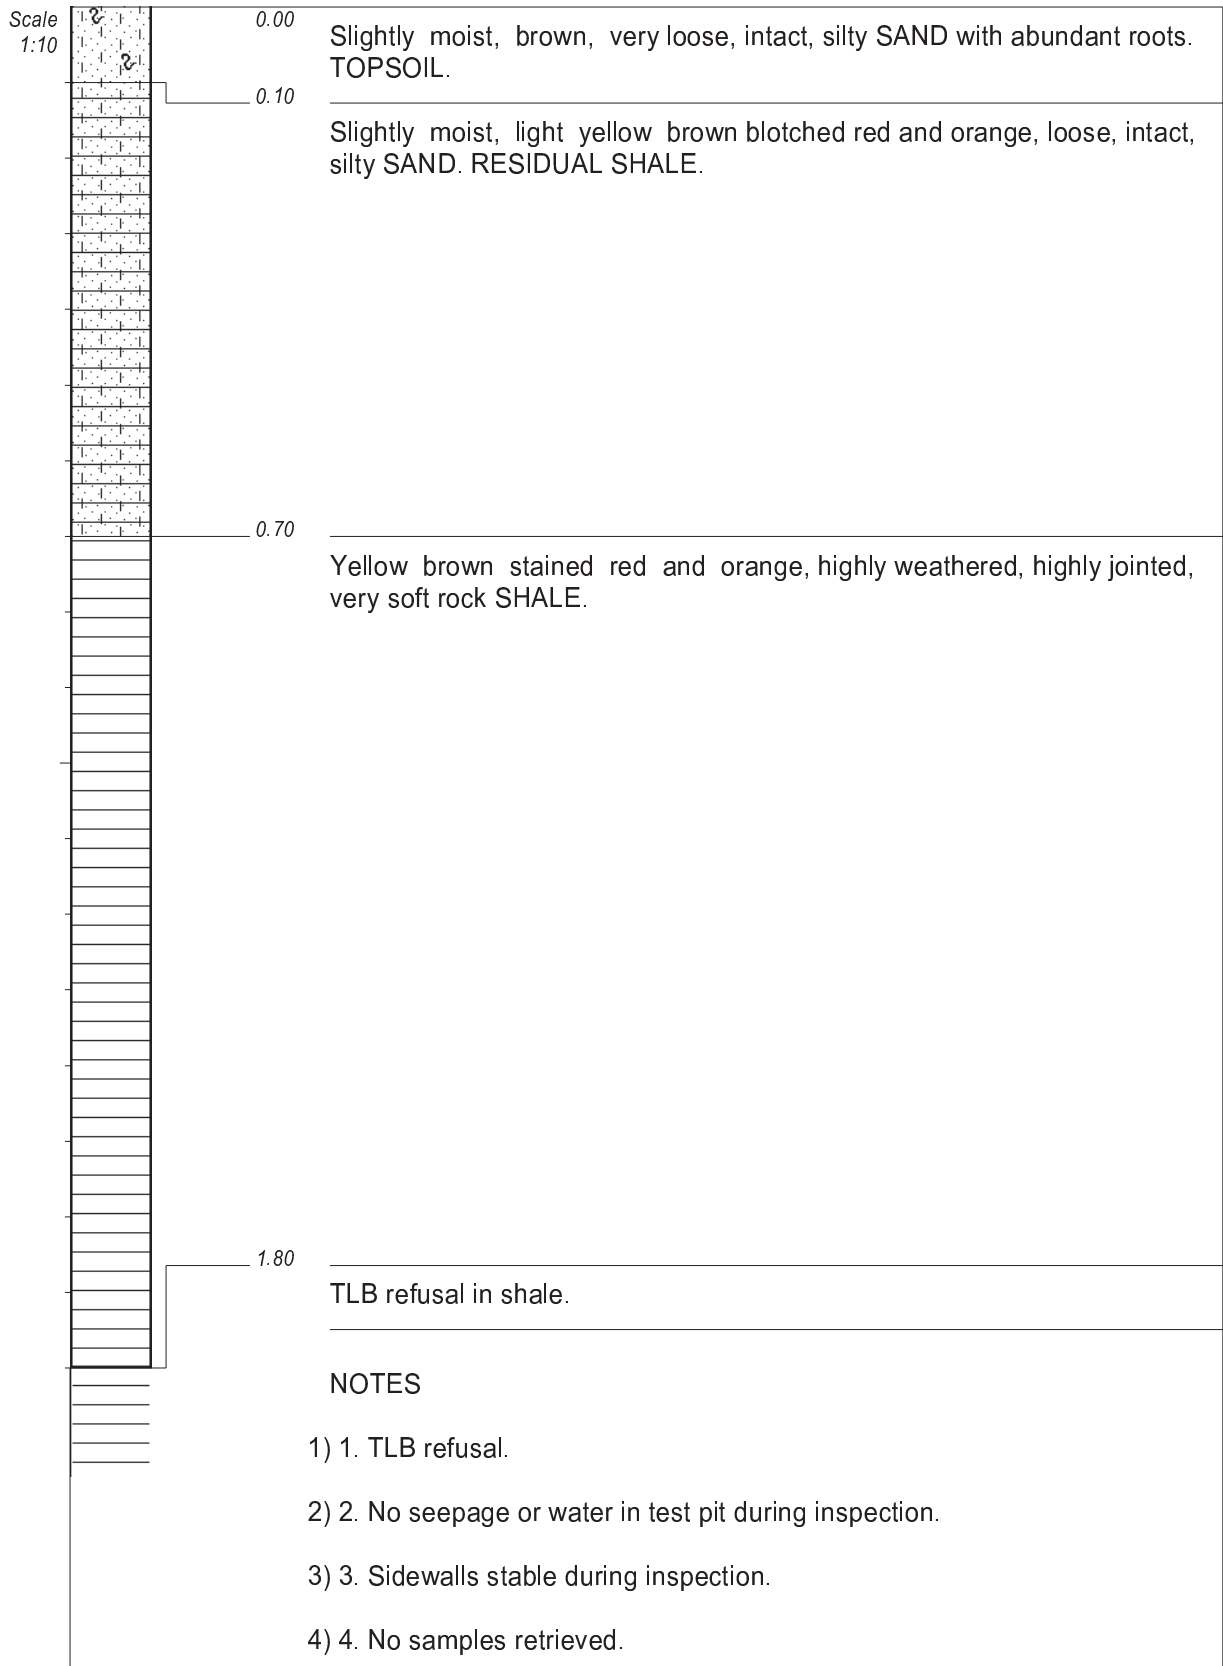 Scale
1:10
0.00
Slightly moist, brown, very loose, intact, silty SAND with abundant roots.
TOPSOIL.
0.10
Slightly moist, light yellow brown blotched red and orange, loose, intact,
silty SAND. RESIDUAL SHALE.
0.70
Yellow brown stained red and orange, highly weathered, highly jointed,
very soft rock SHALE.
1.80
TLB refusal in shale.
NOTES
1) 1. TLB refusal.
2) 2. No seepage or water in test pit during inspection.
3) 3. Sidewalls stable during inspection.
4) 4. No samples retrieved.